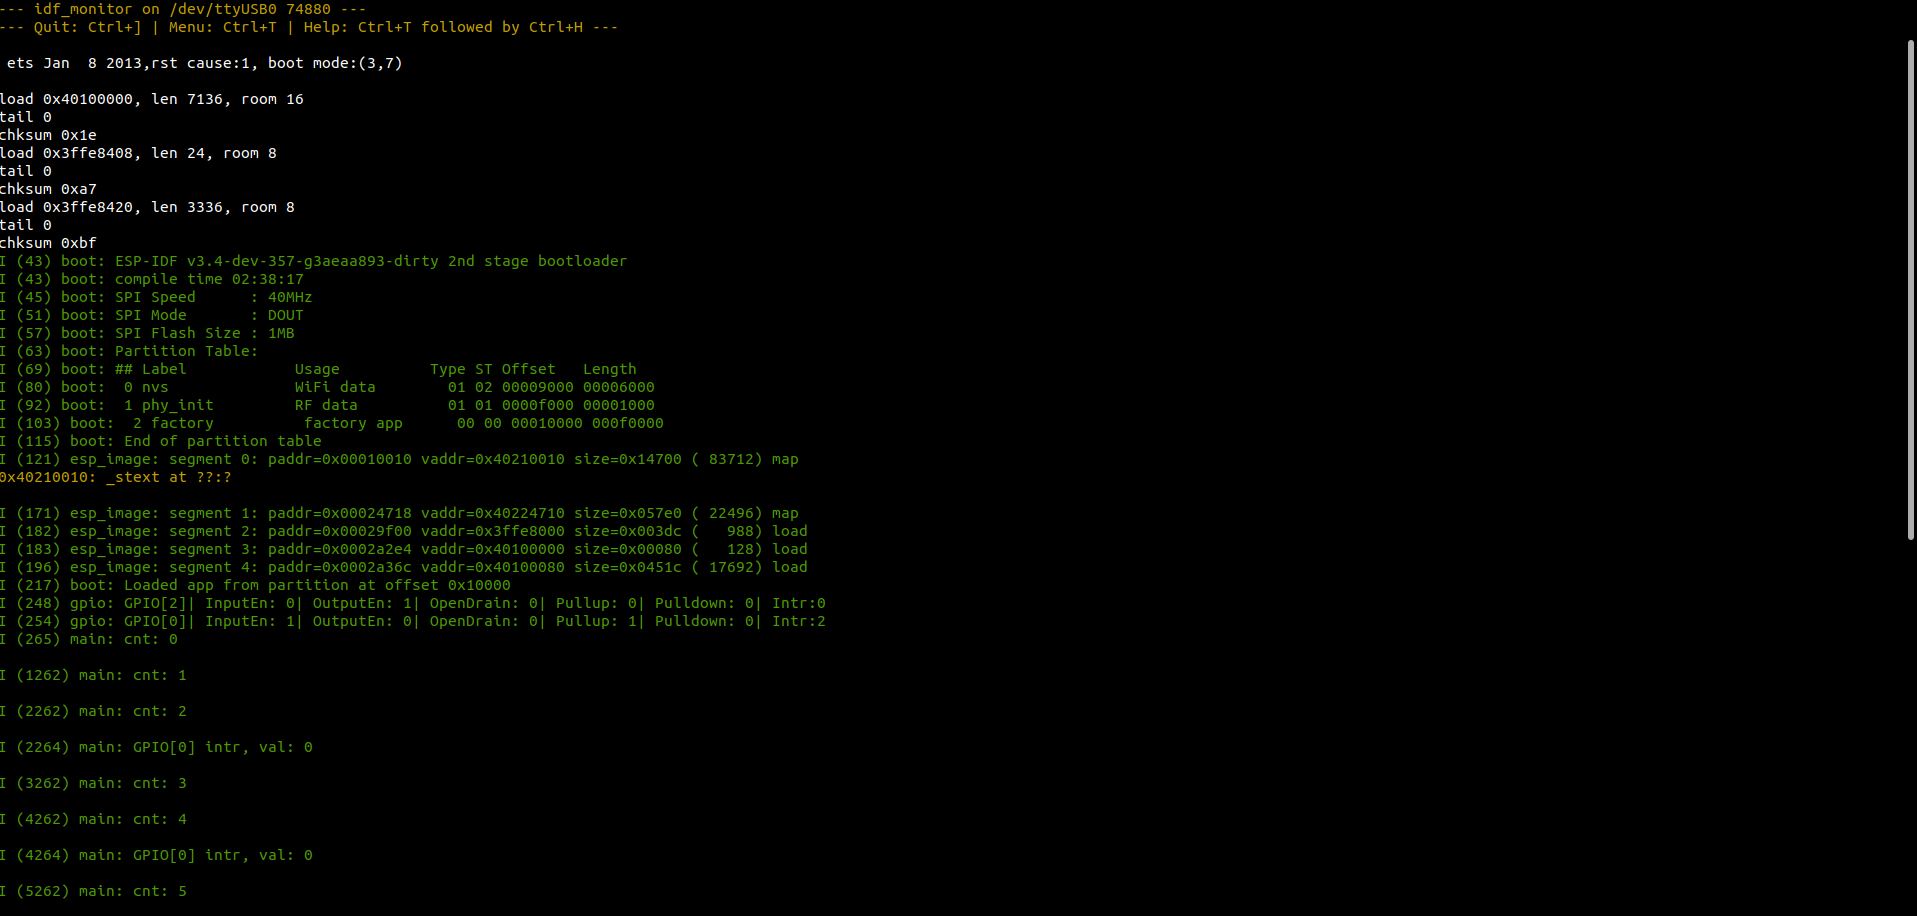 --- idf_monitor on /dev/ttyUSB0 74880 ---
--- Quit: Ctrl+] | Menu: Ctrl+T | Help: Ctrl+T followed by Ctrl+H ---
ets Jan  8 2013,rst cause:1, boot mode:(3,7)
load 0x40100000, len 7136, room 16
tail 0
chksum 0x1e
load 0x3ffe8408, len 24, room 8
tail 0
chksum 0xa7
load 0x3ffe8420, len 3336, room 8
tail 0
chksum 0xbf
I (43) boot: ESP-IDF v3.4-dev-357-g3aeaa893-dirty 2nd stage bootloader
I (43) boot: compile time 02:38:17
I (45) boot: SPI Speed      : 40MHz
I (51) boot: SPI Mode       : DOUT
I (57) boot: SPI Flash Size : 1MB
I (63) boot: Partition Table:
I (69) boot: ## Label            Usage          Type ST Offset   Length
I (80) boot:  0 nvs              WiFi data        01 02 00009000 00006000
I (92) boot:  1 phy_init         RF data          01 01 0000f000 00001000
I (103) boot:  2 factory          factory app      00 00 00010000 000f0000
I (115) boot: End of partition table
I (121) esp_image: segment 0: paddr=0x00010010 vaddr=0x40210010 size=0x14700 ( 83712) map
0x40210010: _stext at ??:?
I (171) esp_image: segment 1: paddr=0x00024718 vaddr=0x40224710 size=0x057e0 ( 22496) map
I (182) esp_image: segment 2: paddr=0x00029f00 vaddr=0x3ffe8000 size=0x003dc (   988) load
I (183) esp_image: segment 3: paddr=0x0002a2e4 vaddr=0x40100000 size=0x00080 (   128) load
I (196) esp_image: segment 4: paddr=0x0002a36c vaddr=0x40100080 size=0x0451c ( 17692) load
I (217) boot: Loaded app from partition at offset 0x10000
I (248) gpio: GPIO[2]| InputEn: 0| OutputEn: 1| OpenDrain: 0| Pullup: 0| Pulldown: 0| Intr:0
I (254) gpio: GPIO[0]| InputEn: 1| OutputEn: 0| OpenDrain: 0| Pullup: 1| Pulldown: 0| Intr:2
I (265) main: cnt: 0
I (1262) main: cnt: 1
I (2262) main: cnt: 2
I (2264) main: GPIO[0] intr, val: 0
I (3262) main: cnt: 3
I (4262) main: cnt: 4
I (4264) main: GPIO[0] intr, val: 0
I (5262) main: cnt: 5